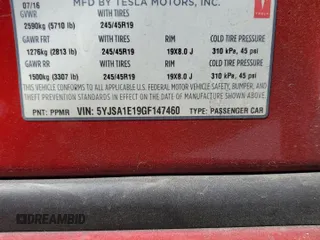 07/16 MFD BY TESLA MOTORS, INC.
GVWR WITH TIRES
2590kg (5710 lb) 245/45R19
GAWR FRT WITH TIRES RIM COLD TIRE PRESSURE
1276kg (2813 lb) 245/45R19 19X8.0 J 310 kPa, 45 psi
GAWR RR WITH TIRES RIM COLD TIRE PRESSURE
1500kg (3307 lb) 245/45R19 19X8.0 J 310 kPa, 45 psi
THIS VEHICLE CONFORMS TO ALL APPLICABLE U.S. FEDERAL MOTOR VEHICLE SAFETY, BUMPER, AND
THEFT PREVENTION STANDARDS IN EFFECT ON THE DATE OF MANUFACTURE SHOWN ABOVE.
PNT: PPMR VIN: 5YJSA1E19GF147460 TYPE: PASSENGER CAR
© DREAMBID